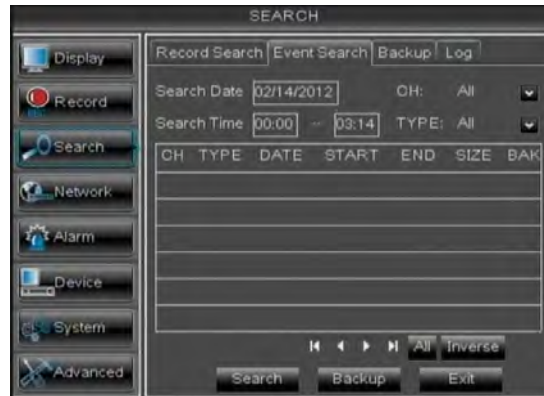 SEARCH
Display
Record
Search
Network
Alarm
Device
System
Advanced
Record Search Event Search Backup Log
Search Date 02/14/2012 CH: All
Search Time 00:00 -- 03:14 TYPE: All
CH TYPE DATE START END SIZE BAK
All Inverse
Search Backup Exit